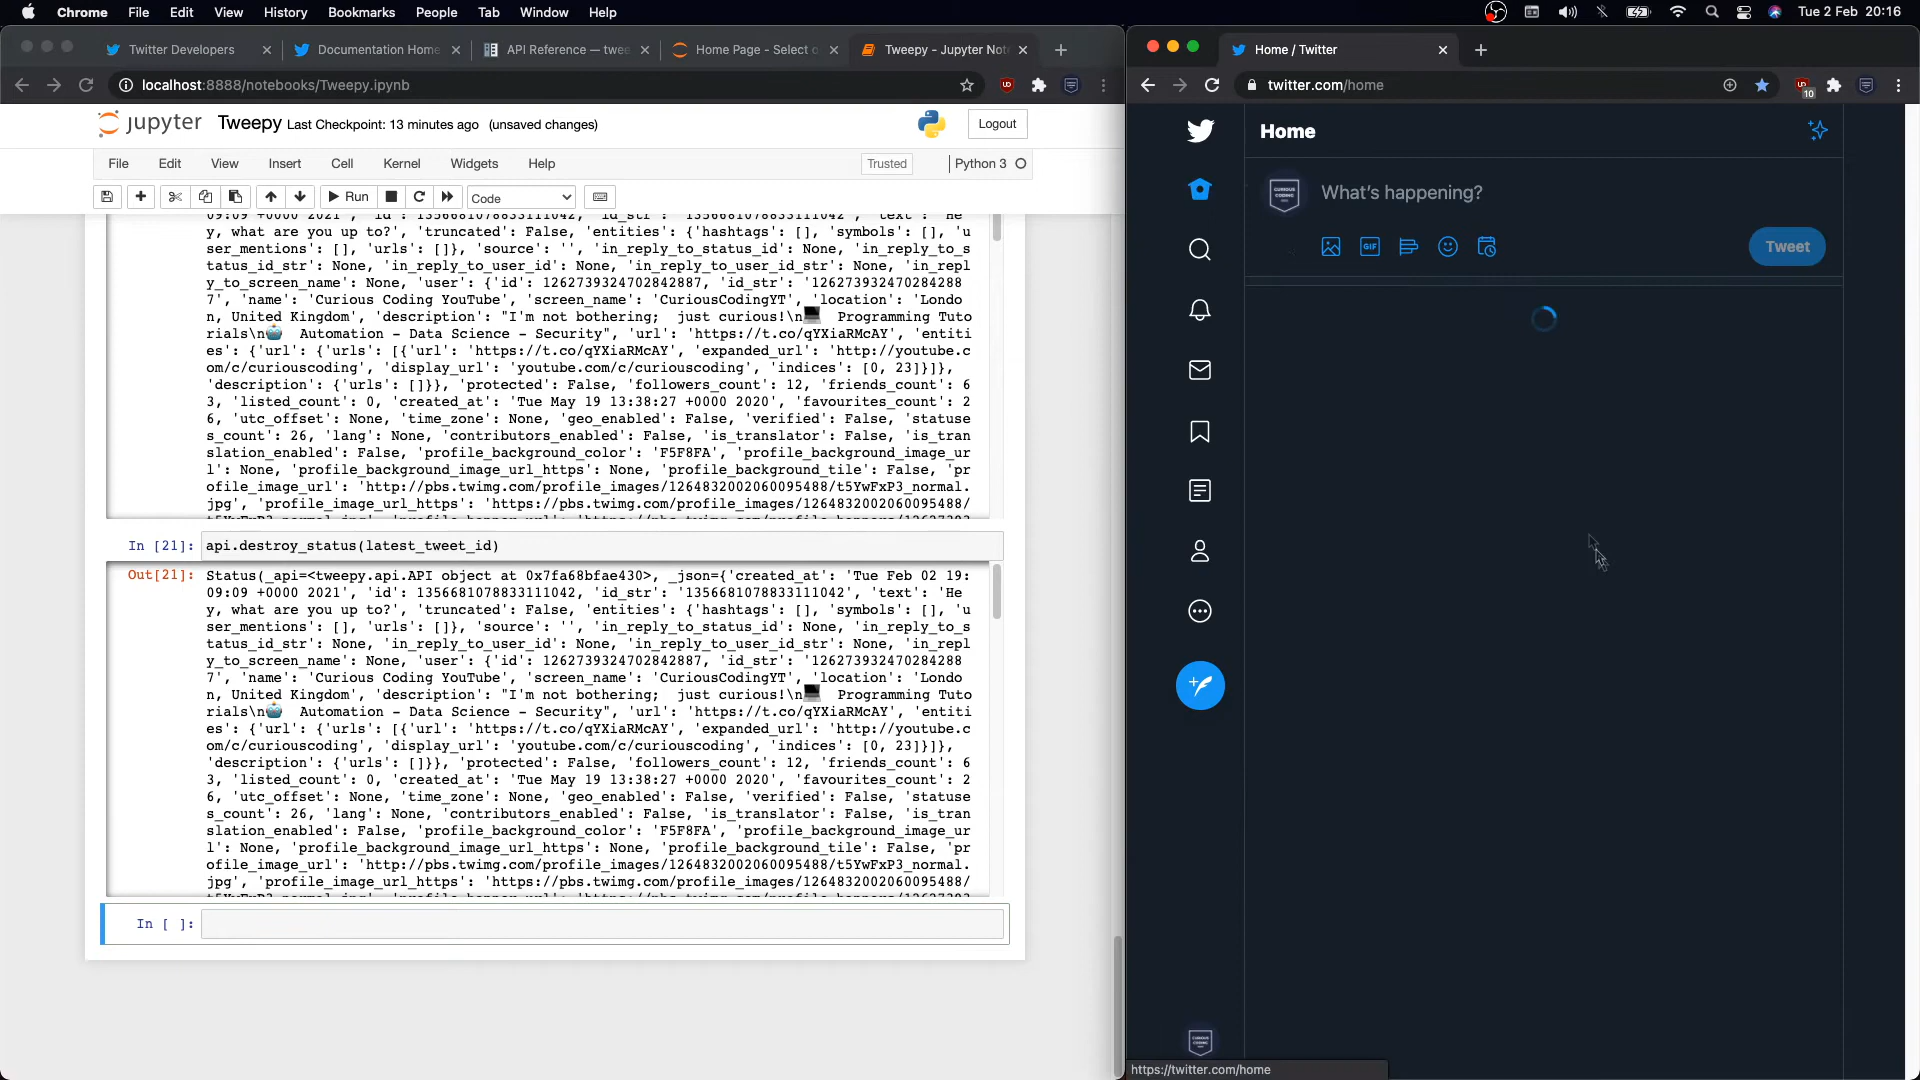 Chrome File Edit View History Bookmarks People Tab Window Help Tue 2 Feb 20:16
Twitter Developers Documentation Home API Reference — twee Home Page - Select o Tweepy - Jupyter Not
localhost:8888/notebooks/Tweepy.ipynb
jupyter Tweepy Last Checkpoint: 13 minutes ago (unsaved changes) Logout
File Edit View Insert Cell Kernel Widgets Help Trusted Python 3
Run Code
09:09 +0000 2021', 'id': 1356681078833111042, 'id_str': '1356681078833111042', 'text': 'He
y, what are you up to?', 'truncated': False, 'entities': {'hashtags': [], 'symbols': [], 'u
ser_mentions': [], 'urls': []}, 'source': '', 'in_reply_to_status_id': None, 'in_reply_to_s
tatus_id_str': None, 'in_reply_to_user_id': None, 'in_reply_to_user_id_str': None, 'in_repl
y_to_screen_name': None, 'user': {'id': 1262739324702842887, 'id_str': '126273932470284288
7', 'name': 'Curious Coding YouTube', 'screen_name': 'CuriousCodingYT', 'location': 'Londo
n, United Kingdom', 'description': "I'm not bothering; just curious!\n💻 Programming Tuto
rials\n🤖 Automation - Data Science - Security", 'url': 'https://t.co/qYXiaRMcAY', 'entiti
es': {'url': {'urls': [{'url': 'https://t.co/qYXiaRMcAY', 'expanded_url': 'http://youtube.c
om/c/curiouscoding', 'display_url': 'youtube.com/c/curiouscoding', 'indices': [0, 23]}]},
'description': {'urls': []}}, 'protected': False, 'followers_count': 12, 'friends_count': 6
3, 'listed_count': 0, 'created_at': 'Tue May 19 13:38:27 +0000 2020', 'favourites_count': 2
6, 'utc_offset': None, 'time_zone': None, 'geo_enabled': False, 'verified': False, 'statuse
s_count': 26, 'lang': None, 'contributors_enabled': False, 'is_translator': False, 'is_tran
slation_enabled': False, 'profile_background_color': 'F5F8FA', 'profile_background_image_ur
l': None, 'profile_background_image_url_https': None, 'profile_background_tile': False, 'pr
ofile_image_url': 'http://pbs.twimg.com/profile_images/1264832002060095488/t5YwFxP3_normal.
jpg', 'profile_image_url_https': 'https://pbs.twimg.com/profile_images/1264832002060095488/
In [21]: api.destroy_status(latest_tweet_id)
Out[21]: Status(_api=<tweepy.api.API object at 0x7fa68bfae430>, _json={'created_at': 'Tue Feb 02 19:
09:09 +0000 2021', 'id': 1356681078833111042, 'id_str': '1356681078833111042', 'text': 'He
y, what are you up to?', 'truncated': False, 'entities': {'hashtags': [], 'symbols': [], 'u
ser_mentions': [], 'urls': []}, 'source': '', 'in_reply_to_status_id': None, 'in_reply_to_s
tatus_id_str': None, 'in_reply_to_user_id': None, 'in_reply_to_user_id_str': None, 'in_repl
y_to_screen_name': None, 'user': {'id': 1262739324702842887, 'id_str': '126273932470284288
7', 'name': 'Curious Coding YouTube', 'screen_name': 'CuriousCodingYT', 'location': 'Londo
n, United Kingdom', 'description': "I'm not bothering; just curious!\n💻 Programming Tuto
rials\n🤖 Automation - Data Science - Security", 'url': 'https://t.co/qYXiaRMcAY', 'entiti
es': {'url': {'urls': [{'url': 'https://t.co/qYXiaRMcAY', 'expanded_url': 'http://youtube.c
om/c/curiouscoding', 'display_url': 'youtube.com/c/curiouscoding', 'indices': [0, 23]}]},
'description': {'urls': []}}, 'protected': False, 'followers_count': 12, 'friends_count': 6
3, 'listed_count': 0, 'created_at': 'Tue May 19 13:38:27 +0000 2020', 'favourites_count': 2
6, 'utc_offset': None, 'time_zone': None, 'geo_enabled': False, 'verified': False, 'statuse
s_count': 26, 'lang': None, 'contributors_enabled': False, 'is_translator': False, 'is_tran
slation_enabled': False, 'profile_background_color': 'F5F8FA', 'profile_background_image_ur
l': None, 'profile_background_image_url_https': None, 'profile_background_tile': False, 'pr
ofile_image_url': 'http://pbs.twimg.com/profile_images/1264832002060095488/t5YwFxP3_normal.
jpg', 'profile_image_url_https': 'https://pbs.twimg.com/profile_images/1264832002060095488/
In [ ]:
Home / Twitter
twitter.com/home
10
Home
CURIOUS CODING
What's happening?
GIF
Tweet
https://twitter.com/home